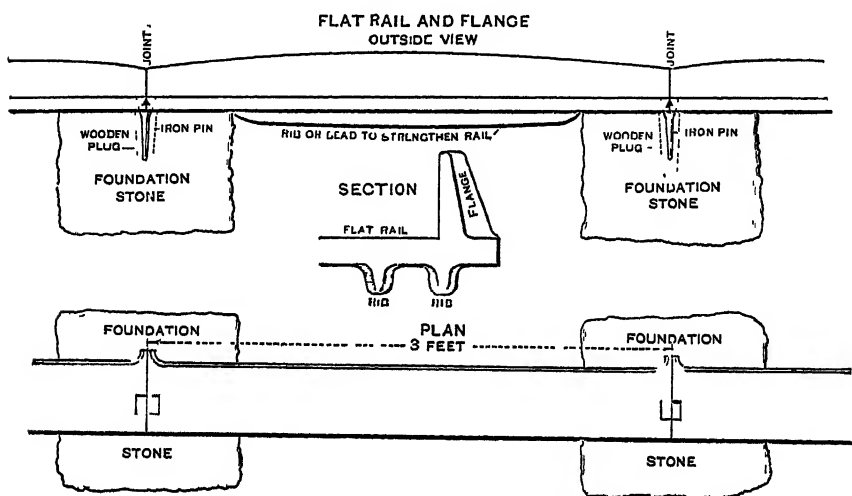 FLAT RAIL AND FLANGE
OUTSIDE VIEW
JOINT
JOINT
RIB OR BEAD TO STRENGTHEN RAIL
WOODEN
PLUG
IRON PIN
FOUNDATION
STONE
WOODEN
PLUG
IRON PIN
FOUNDATION
STONE
SECTION
FLANGE
FLAT RAIL
RIB
RIB
FOUNDATION
PLAN
3 FEET
FOUNDATION
STONE
STONE